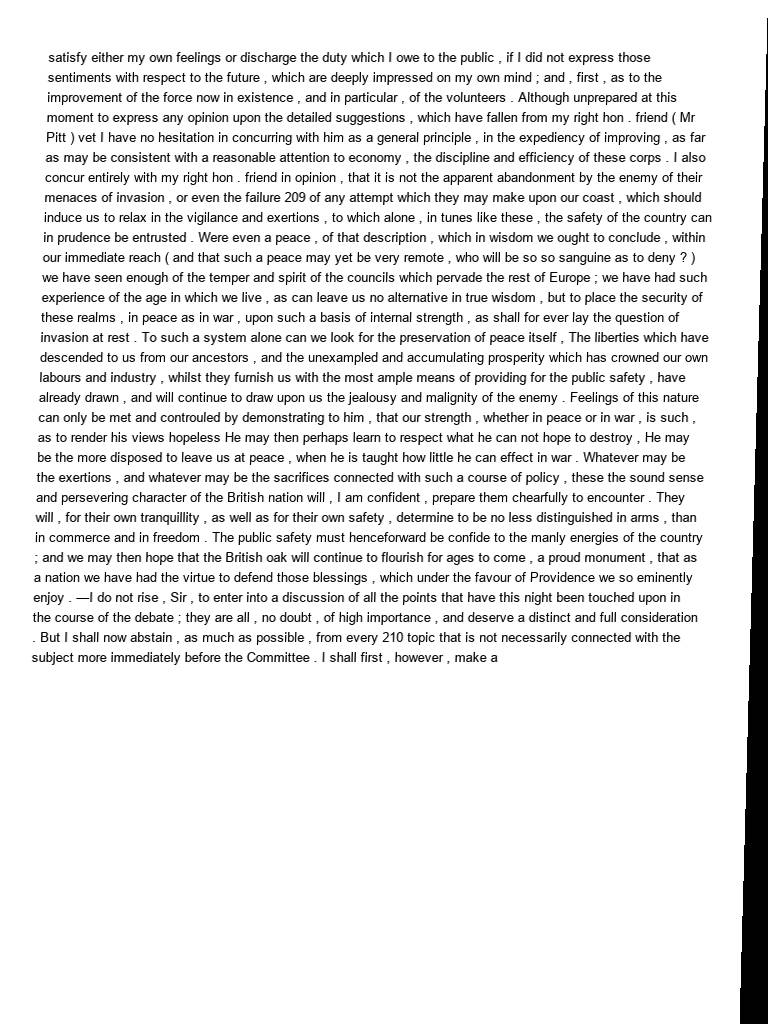 satisfy either my own feelings or discharge the duty which I owe to the public , if I did not express those
sentiments with respect to the future , which are deeply impressed on my own mind ; and , first , as to the
improvement of the force now in existence , and in particular , of the volunteers . Although unprepared at this
moment to express any opinion upon the detailed suggestions , which have fallen from my right hon . friend ( Mr
Pitt ) vet I have no hesitation in concurring with him as a general principle , in the expediency of improving , as far
as may be consistent with a reasonable attention to economy , the discipline and efficiency of these corps . I also
concur entirely with my right hon . friend in opinion , that it is not the apparent abandonment by the enemy of their
menaces of invasion , or even the failure 209 of any attempt which they may make upon our coast , which should
induce us to relax in the vigilance and exertions , to which alone , in tunes like these , the safety of the country can
in prudence be entrusted . Were even a peace , of that description , which in wisdom we ought to conclude , within
our immediate reach ( and that such a peace may yet be very remote , who will be so so sanguine as to deny ? )
we have seen enough of the temper and spirit of the councils which pervade the rest of Europe ; we have had such
experience of the age in which we live , as can leave us no alternative in true wisdom , but to place the security of
these realms , in peace as in war , upon such a basis of internal strength , as shall for ever lay the question of
invasion at rest . To such a system alone can we look for the preservation of peace itself , The liberties which have
descended to us from our ancestors , and the unexampled and accumulating prosperity which has crowned our own
labours and industry , whilst they furnish us with the most ample means of providing for the public safety , have
already drawn , and will continue to draw upon us the jealousy and malignity of the enemy . Feelings of this nature
can only be met and controuled by demonstrating to him , that our strength , whether in peace or in war , is such ,
as to render his views hopeless He may then perhaps learn to respect what he can not hope to destroy , He may
be the more disposed to leave us at peace , when he is taught how little he can effect in war . Whatever may be
the exertions , and whatever may be the sacrifices connected with such a course of policy , these the sound sense
and persevering character of the British nation will , I am confident , prepare them chearfully to encounter . They
will , for their own tranquillity , as well as for their own safety , determine to be no less distinguished in arms , than
in commerce and in freedom . The public safety must henceforward be confide to the manly energies of the country
; and we may then hope that the British oak will continue to flourish for ages to come , a proud monument , that as
a nation we have had the virtue to defend those blessings , which under the favour of Providence we so eminently
enjoy . —I do not rise , Sir , to enter into a discussion of all the points that have this night been touched upon in
the course of the debate ; they are all , no doubt , of high importance , and deserve a distinct and full consideration
. But I shall now abstain , as much as possible , from every 210 topic that is not necessarily connected with the
subject more immediately before the Committee . I shall first , however , make a